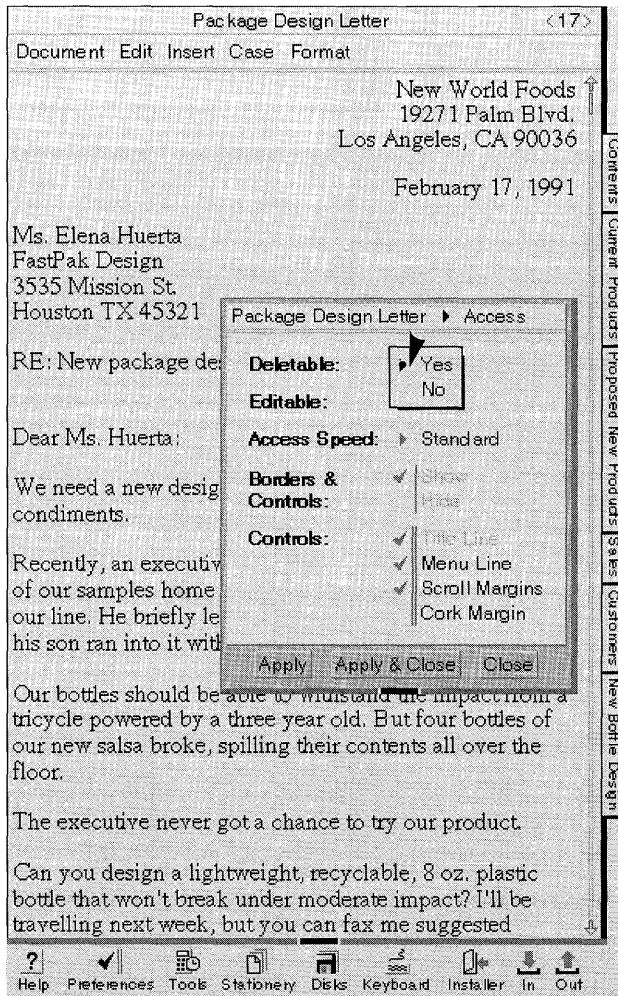 Package Design Letter <17>
Document Edit Insert Case Format
New World Foods
19271 Palm Blvd.
Los Angeles, CA 90036
February 17, 1991
Ms. Elena Huerta
FastPak Design
3535 Mission St.
Houston TX 45321
RE: New package de
Dear Ms. Huerta:
We need a new desig
condiments.
Recently, an executiv
of our samples home
our line. He briefly le
his son ran into it with
Our bottles should be able to withstand the impact from a
tricycle powered by a three year old. But four bottles of
our new salsa broke, spilling their contents all over the
floor.
The executive never got a chance to try our product.
Can you design a lightweight, recyclable, 8 oz. plastic
bottle that won't break under moderate impact? I'll be
travelling next week, but you can fax me suggested
Package Design Letter ▸ Access
Deletable: Yes
No
Editable:
Access Speed: ▸ Standard
Borders & Controls: ✓ Show
Hide
Controls: ✓ Title Line
✓ Menu Line
✓ Scroll Margins
Cork Margin
Apply Apply & Close Close
Contents
Current Products
Proposed New Products
Sales
Customers
New Bottle Design
? Help Preferences Tools Stationery Disks Keyboard Installer In Out